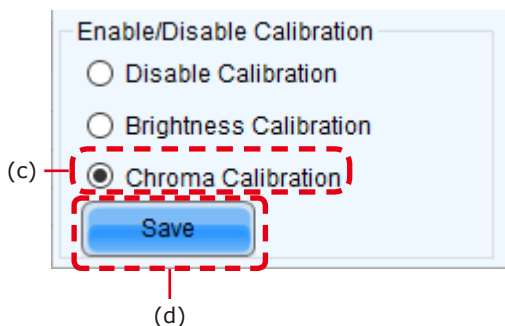 Enable/Disable Calibration
Disable Calibration
Brightness Calibration
(c)
Chroma Calibration
Save
(d)